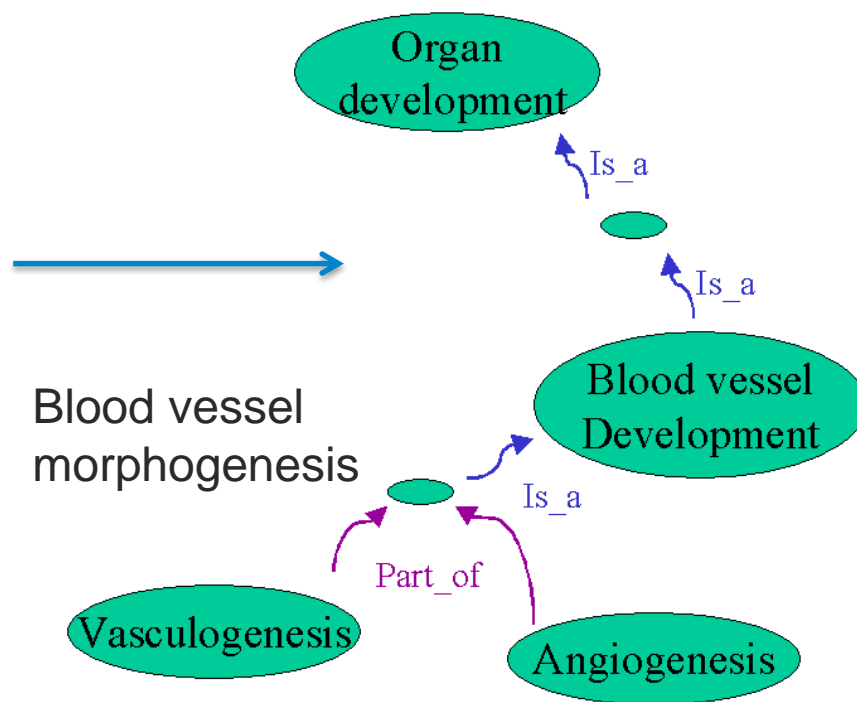 Organ
development
Is_a
Is_a
Blood vessel
Development
Blood vessel
morphogenesis
Is_a
Part_of
Vasculogenesis
Angiogenesis